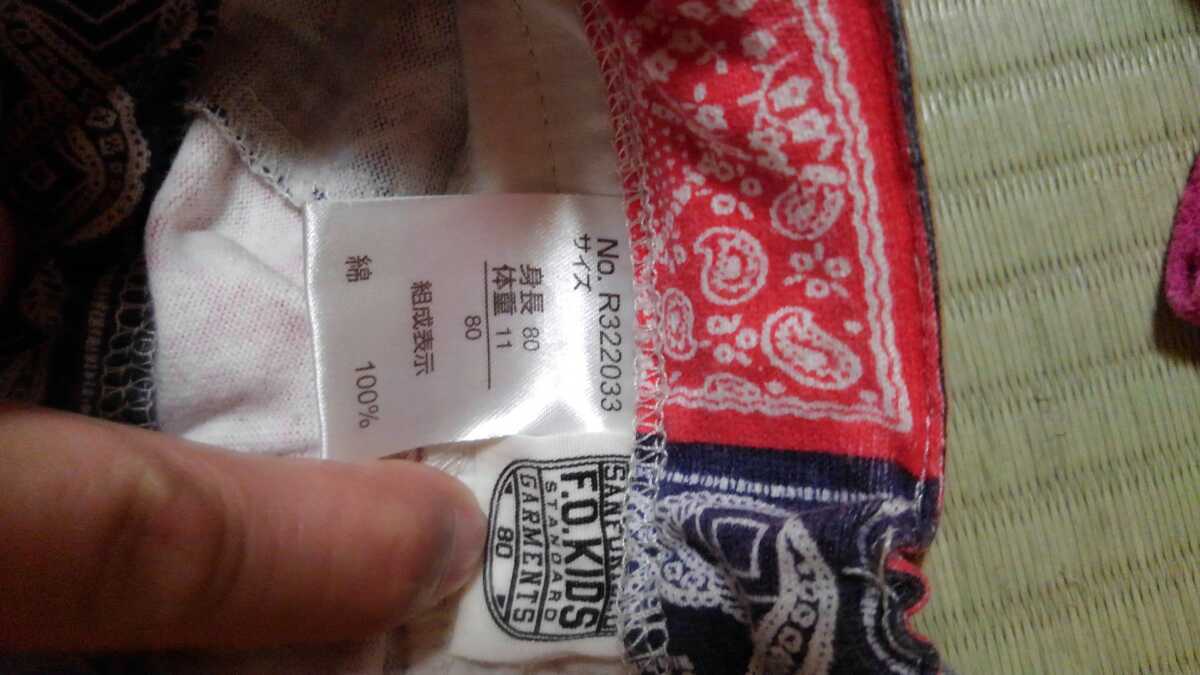 No. R322033
サイズ
身長 80
体重 11
80
組成表示
綿 100%
F.O.KIDS
STANDARD
GARMENTS
80